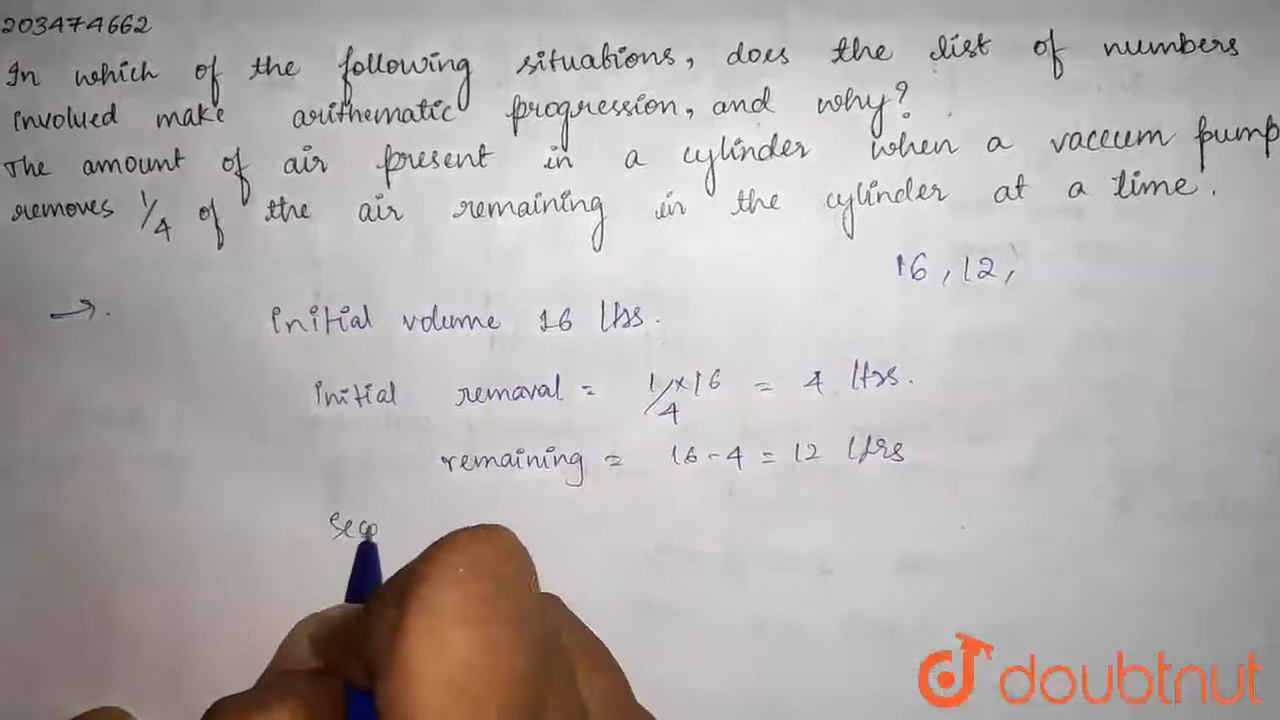 203474662
In which of the following situations, does the list of numbers
involved make arithematic progression, and why?
The amount of air present in a cylinder when a vaccum pump
removes 1/4 of the air remaining in the cylinder at a time.
16, 12,
→. initial volume 16 ltrs.
initial removal = 1/4 × 16 = 4 ltrs.
remaining = 16 - 4 = 12 ltrs
Seco
doubtnut